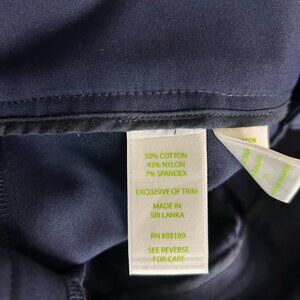 50% COTTON
43% NYLON
7% SPANDEX
EXCLUSIVE OF TRIM
MADE IN
SRI LANKA
RN #88189
SEE REVERSE
FOR CARE